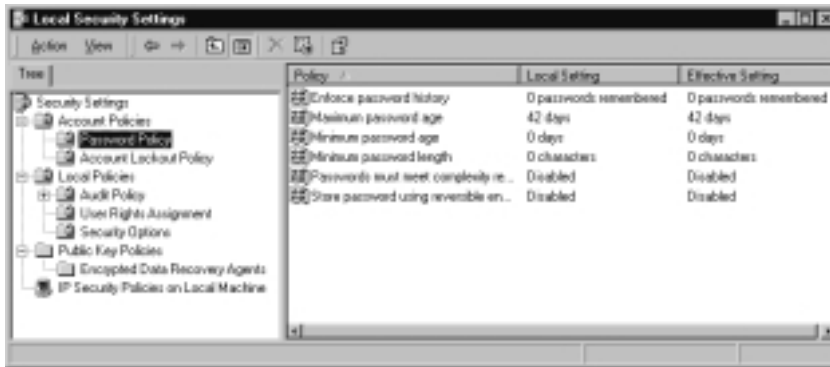 Local Security Settings
Action View
Tree
Security Settings
Account Policies
Password Policy
Account Lockout Policy
Local Policies
Audit Policy
User Rights Assignment
Security Options
Public Key Policies
Encrypted Data Recovery Agents
IP Security Policies on Local Machine
Policy Local Setting Effective Setting
Enforce password history 0 passwords remembered 0 passwords remembered
Maximum password age 42 days 42 days
Minimum password age 0 days 0 days
Minimum password length 0 characters 0 characters
Passwords must meet complexity re... Disabled Disabled
Store password using reversible en... Disabled Disabled